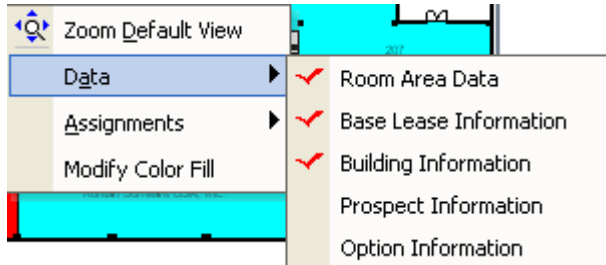 Zoom Default View
207
Data
Room Area Data
Assignments
Base Lease Information
Modify Color Fill
Building Information
Prospect Information
Option Information